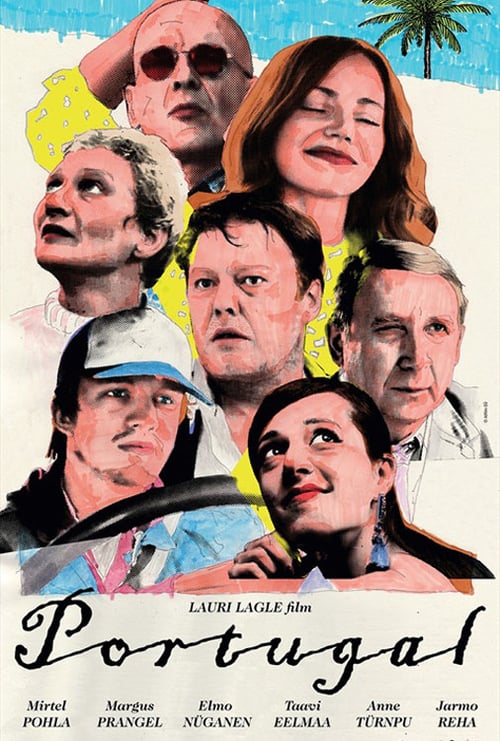 LAURI LAGLE film
Portugal
Mirtel Margus Elmo Taavi Anne Jarmo
POHLA PRANGEL NÜGANEN EELMAA TÜRNPU REHA